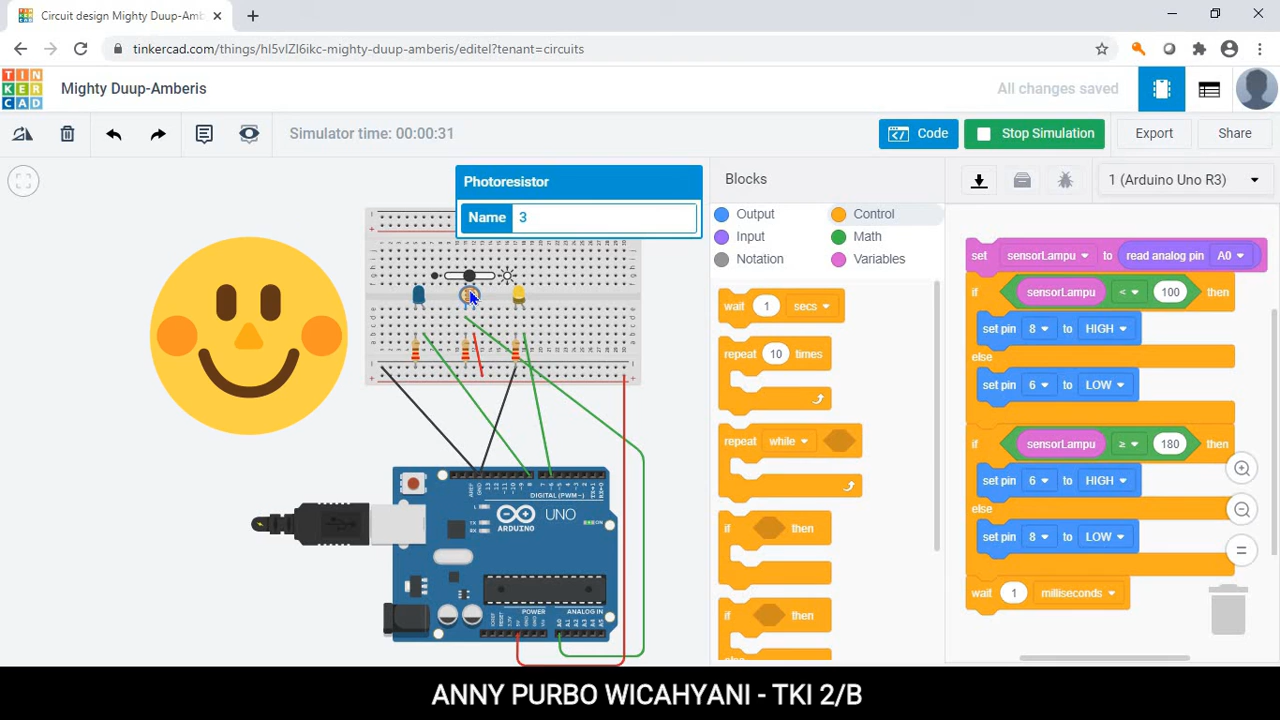 Circuit design Mighty Duup-Amb
tinkercad.com/things/hl5vlZl6ikc-mighty-duup-amberis/editel?tenant=circuits
TIN
KER
CAD
Mighty Duup-Amberis
All changes saved
Simulator time: 00:00:31
Code
Stop Simulation
Export
Share
Photoresistor
Name 3
Blocks
Output
Control
Input
Math
Notation
Variables
1 (Arduino Uno R3)
wait 1 secs
repeat 10 times
repeat while
if then
if then
set sensorLampu to read analog pin A0
if sensorLampu < 100 then
set pin 8 to HIGH
else
set pin 6 to LOW
if sensorLampu ≥ 180 then
set pin 6 to HIGH
else
set pin 8 to LOW
wait 1 milliseconds
DIGITAL (PWM~)
L
TX
RX
UNO
ARDUINO
ON
POWER
ANALOG IN
ANNY PURBO WICAHYANI - TKI 2/B